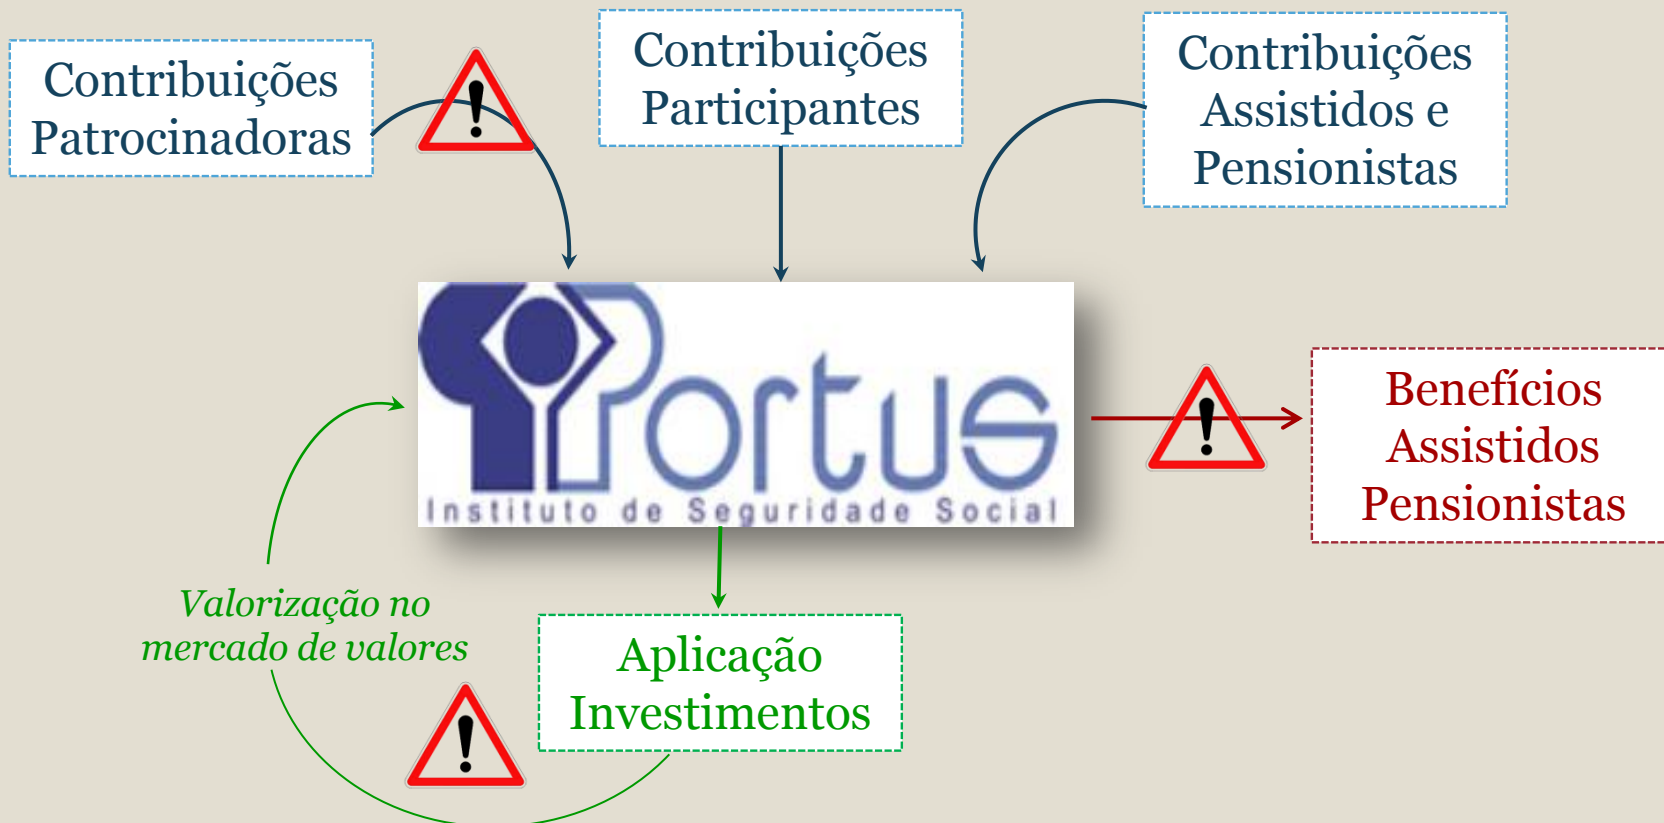 Contribuições
Patrocinadoras
Contribuições
Participantes
Contribuições
Assistidos e
Pensionistas
Portus
Instituto de Seguridade Social
Benefícios
Assistidos
Pensionistas
Valorização no
mercado de valores
Aplicação
Investimentos